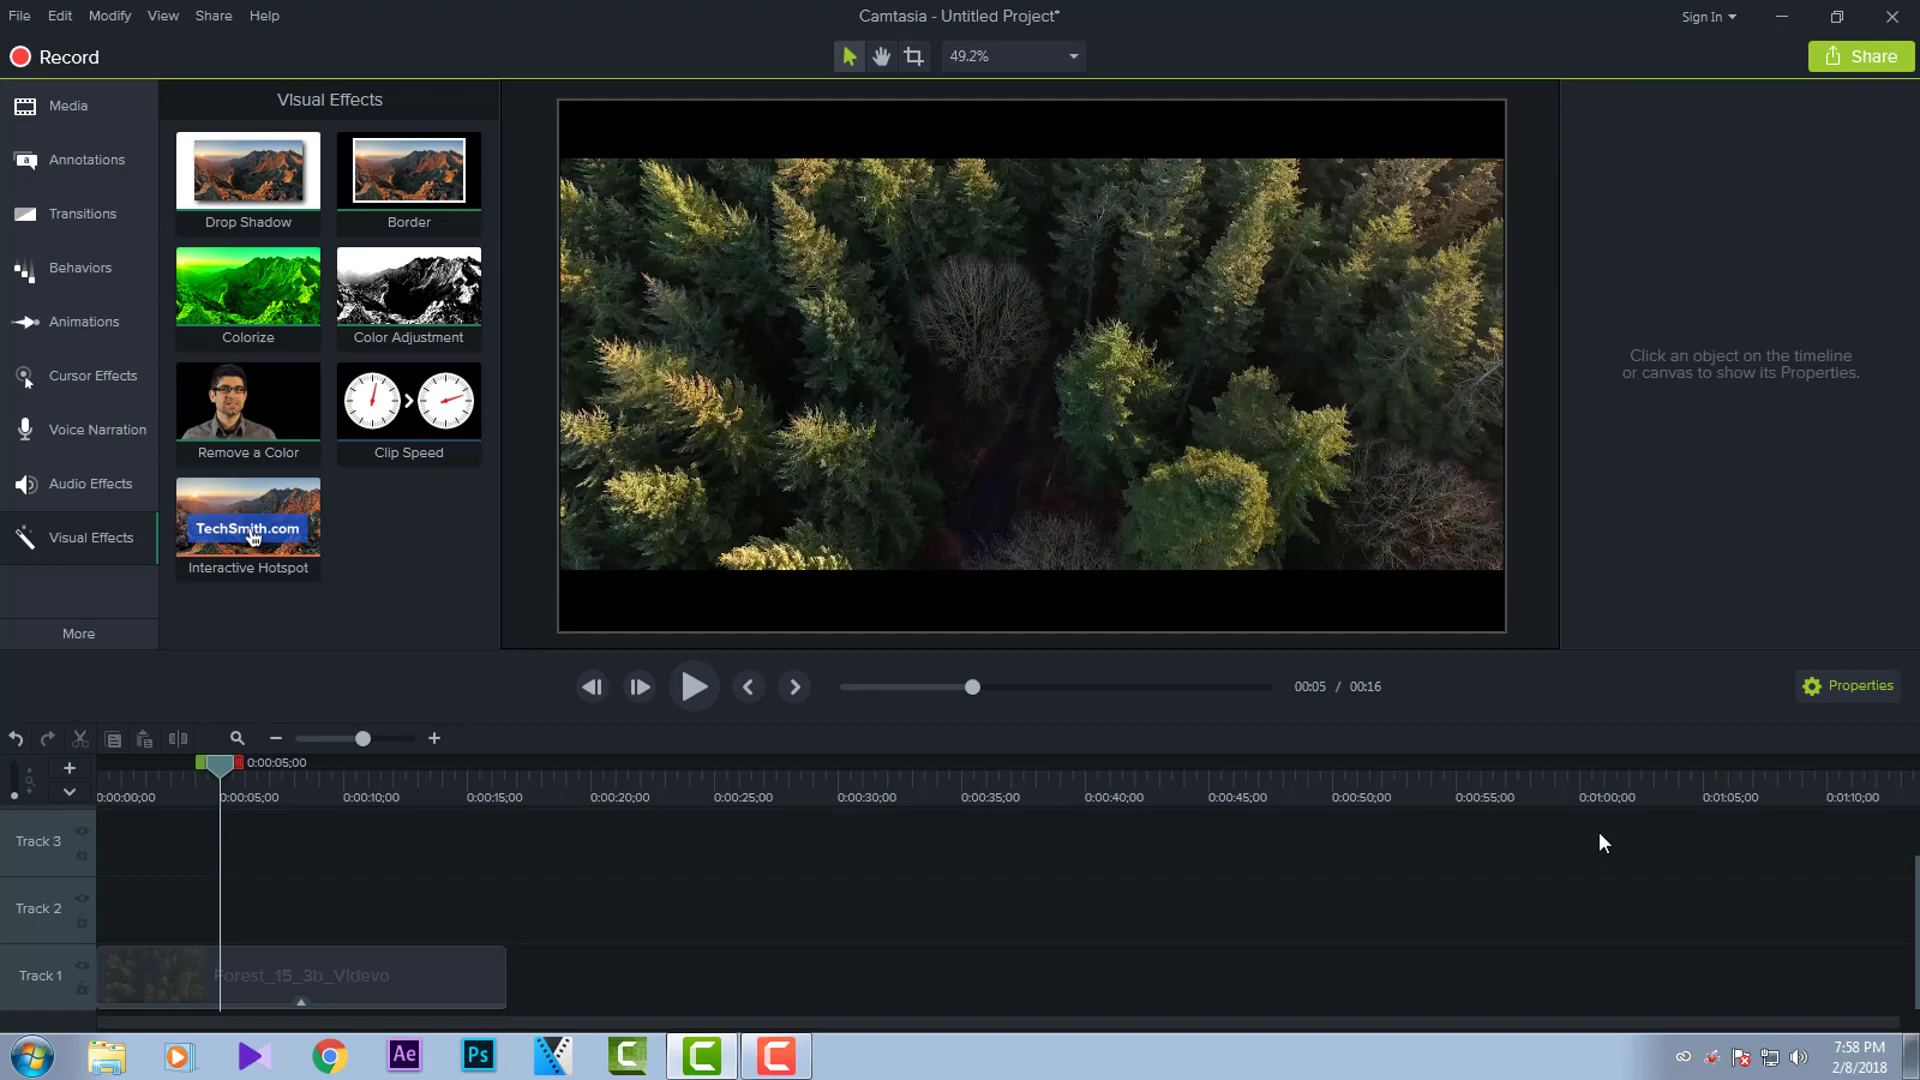 File Edit Modify View Share Help
Camtasia - Untitled Project*
Sign In
Record
49.2%
Share
Media
Annotations
Transitions
Behaviors
Animations
Cursor Effects
Voice Narration
Audio Effects
Visual Effects
More
Visual Effects
Drop Shadow
Border
Colorize
Color Adjustment
Remove a Color
Clip Speed
TechSmith.com
Interactive Hotspot
Click an object on the timeline
or canvas to show its Properties.
00:05 / 00:16
Properties
0:00:05;00
0:00:00;00 0:00:05;00 0:00:10;00 0:00:15;00 0:00:20;00 0:00:25;00 0:00:30;00 0:00:35;00 0:00:40;00 0:00:45;00 0:00:50;00 0:00:55;00 0:01:00;00 0:01:05;00 0:01:10;00
Track 3
Track 2
Track 1
Forest_15_3b_Videvo
a
Ae
Ps
C
C
C
7:58 PM
2/8/2018